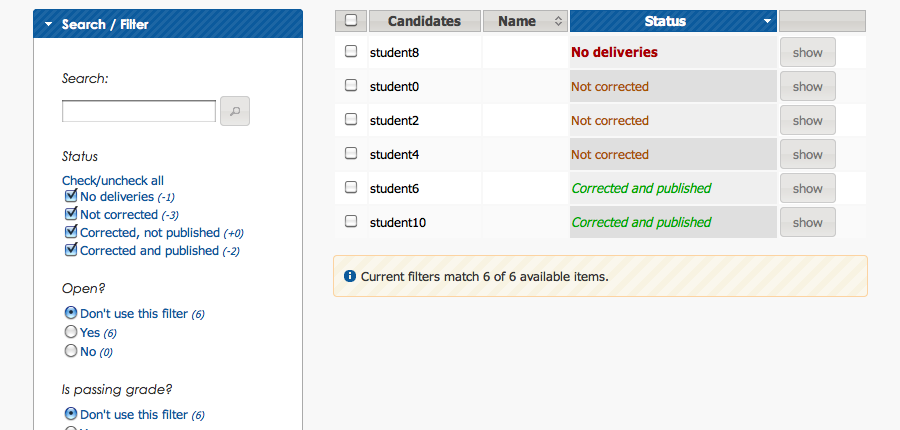 Search / Filter
Search:
Status
Check/uncheck all
No deliveries (-1)
Not corrected (-3)
Corrected, not published (+0)
Corrected and published (-2)
Open?
Don't use this filter (6)
Yes (6)
No (0)
Is passing grade?
Don't use this filter (6)
Candidates Name Status
student8 No deliveries show
student0 Not corrected show
student2 Not corrected show
student4 Not corrected show
student6 Corrected and published show
student10 Corrected and published show
Current filters match 6 of 6 available items.